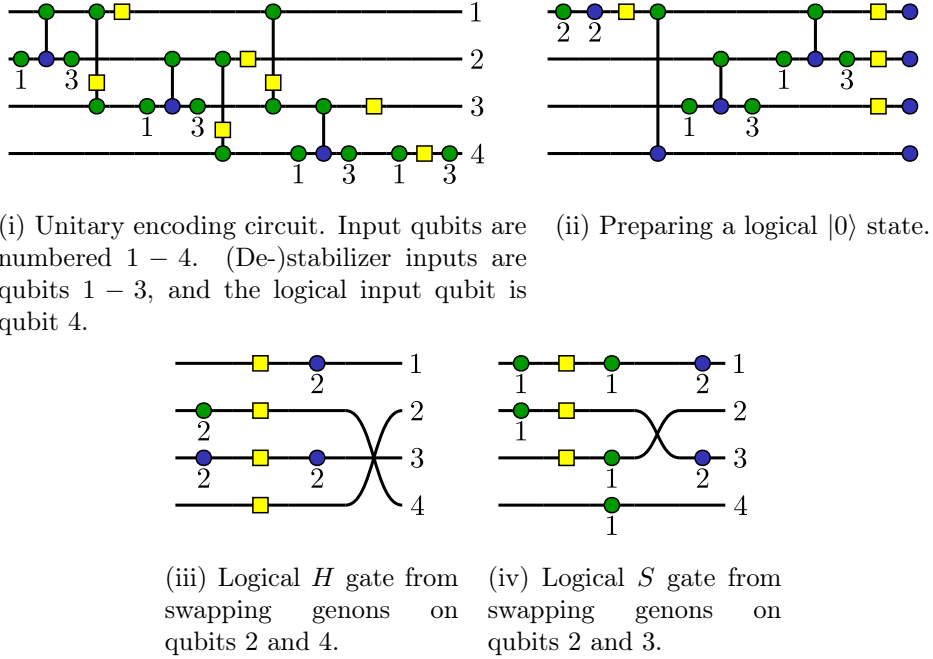 1
2 2
2
1 3
1 3
3
1 3
1 3
1 3
4
1 3 1 3
(i) Unitary encoding circuit. Input qubits are
numbered 1 − 4. (De-)stabilizer inputs are
qubits 1 − 3, and the logical input qubit is
qubit 4.
(ii) Preparing a logical |0⟩ state.
1
2
2
2
3
2 2
4
(iii) Logical H gate from
swapping genons on
qubits 2 and 4.
1
1 1 2
2
1
3
1 2
4
1
(iv) Logical S gate from
swapping genons on
qubits 2 and 3.